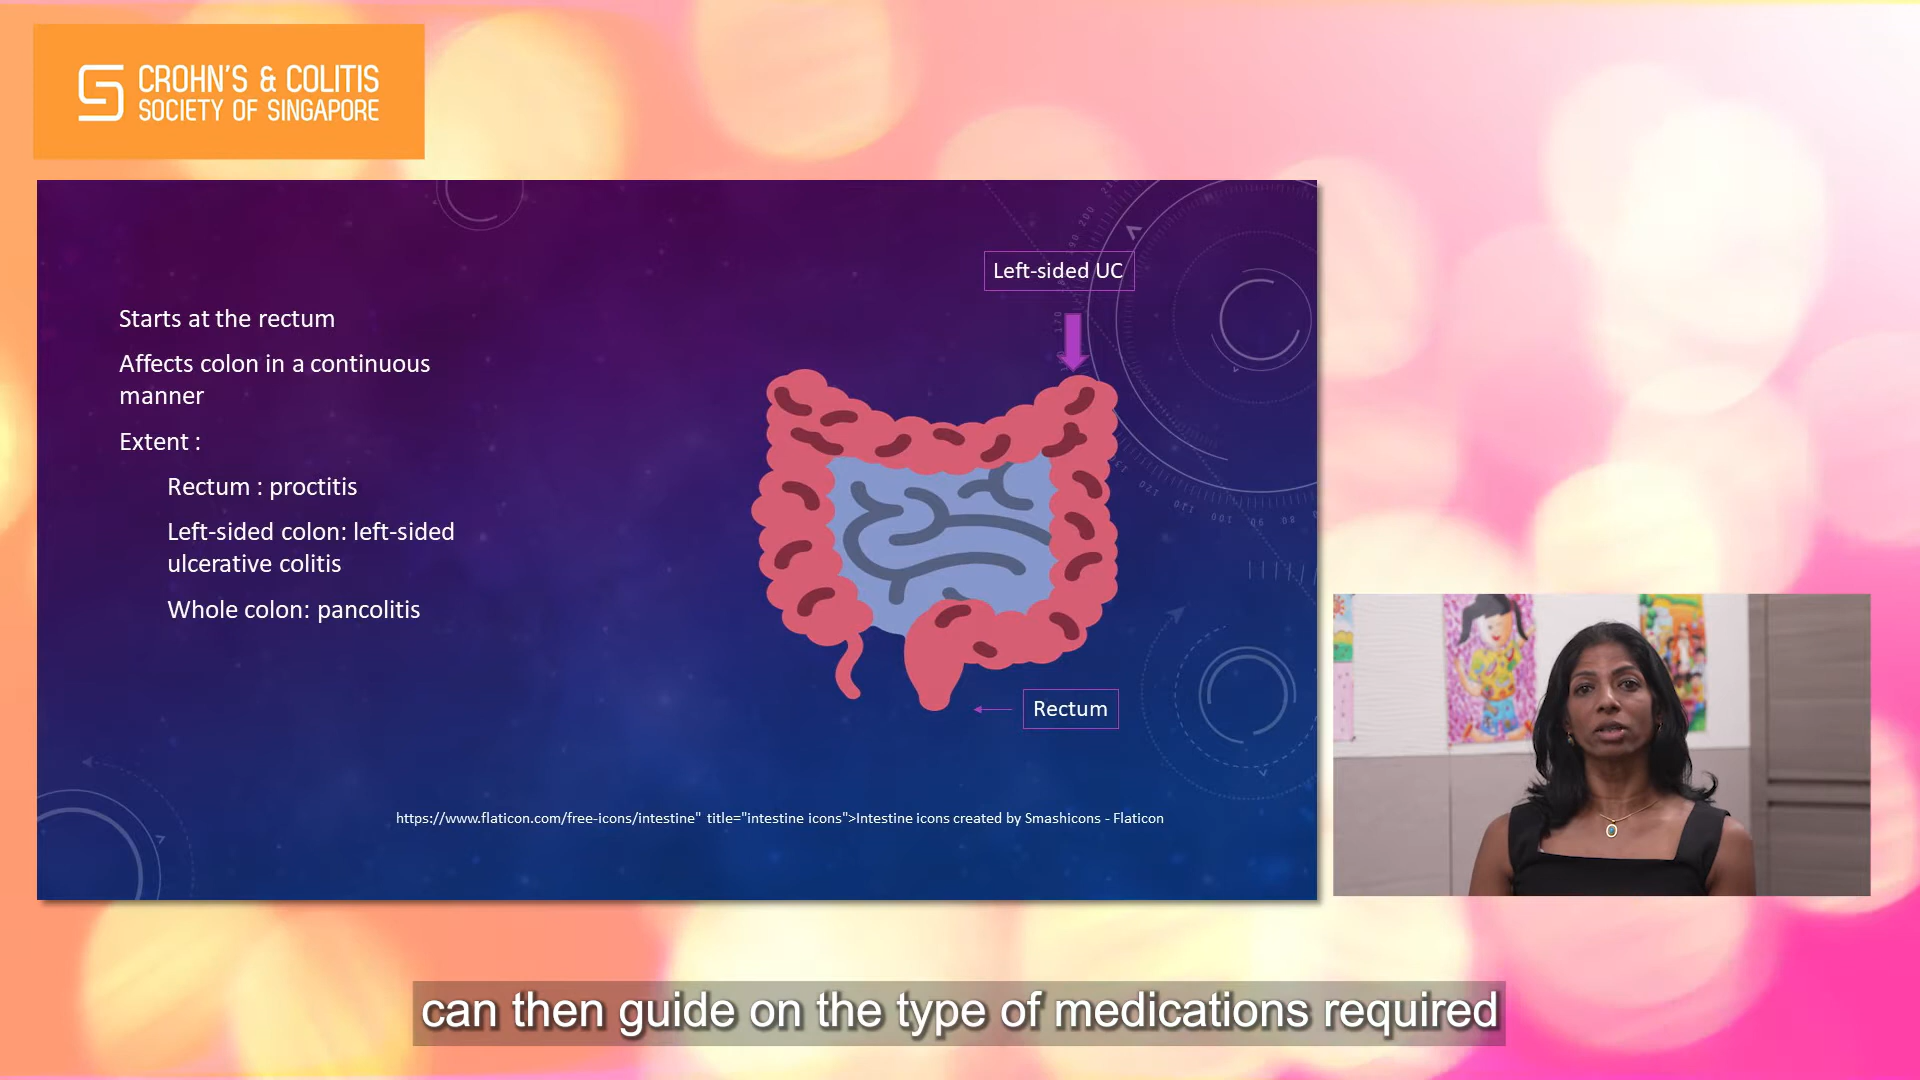 CROHN'S & COLITIS
SOCIETY OF SINGAPORE
Left-sided UC
Starts at the rectum
Affects colon in a continuous
manner
Extent :
Rectum : proctitis
Left-sided colon: left-sided
ulcerative colitis
Whole colon: pancolitis
Rectum
https://www.flaticon.com/free-icons/intestine" title="intestine icons">Intestine icons created by Smashicons - Flaticon
can then guide on the type of medications required